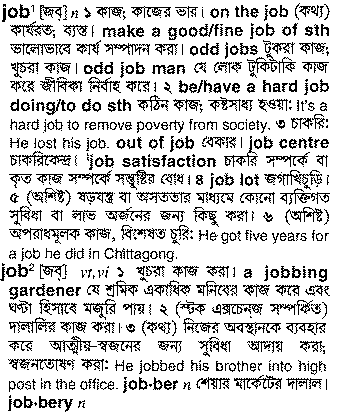 job¹ [জব্] n ১ কাজ; কাজের ভার। on the job (কথ্য)
কার্যরত; ব্যস্ত। make a good/fine job of sth
ভালোভাবে কার্য সম্পাদন করা। odd jobs টুকরা কাজ;
খুচরা কাজ। odd job man যে লোক টুকিটাকি কাজ
করে জীবিকা নির্বাহ করে। ২ be/have a hard job
doing/to do sth কঠিন কাজ; কষ্টসাধ্য হওয়া: It's a
hard job to remove poverty from society. ৩ চাকরি:
He lost his job. out of job বেকার। job centre
চাকরিকেন্দ্র। job satisfaction চাকরি সম্পর্কে বা
কৃত কাজ সম্পর্কে সন্তুষ্টির বোধ। ৪ job lot জগাখিচুড়ি।
৫ (অশিষ্ট) ষড়যন্ত্র বা অসততার মাধ্যমে কোনো ব্যক্তিগত
সুবিধা বা লাভ অর্জনের জন্য কিছু করা। ৬ (অশিষ্ট)
অপরাধমূলক কাজ, বিশেষত চুরি: He got five years for
a job he did in Chittagong.
job² [জব্] vt,vi ১ খুচরা কাজ করা। a jobbing
gardener যে শ্রমিক একাধিক মনিবের কাজ করে এবং
ঘণ্টা হিসাবে মজুরি পায়। ২ (স্টক এক্সচেনজ সম্পর্কিত)
দালালির কাজ করা। ৩ (কথ্য) নিজের অবস্থানকে ব্যবহার
করে আত্মীয়-স্বজনের জন্য সুবিধা আদায় করা;
স্বজনতোষণ করা: He jobbed his brother into high
post in the office. job·ber n শেয়ার মার্কেটের দালাল।
job·bery n